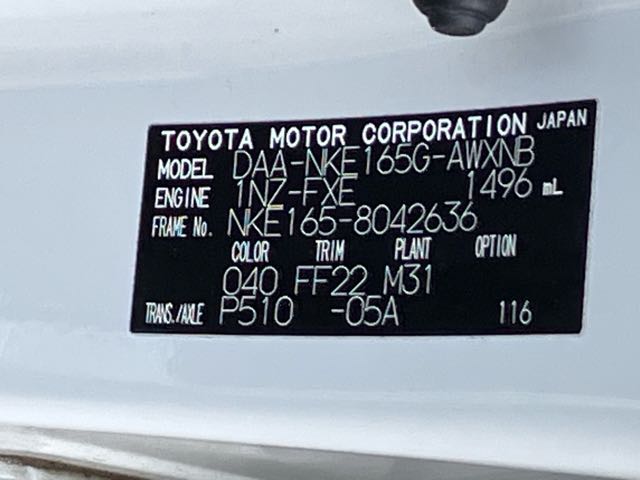 TOYOTA MOTOR CORPORATION JAPAN
MODEL DAA-NKE165G-AWXNB
ENGINE 1NZ-FXE 1496 mL
FRAME No. NKE165-8042636
COLOR TRIM PLANT OPTION
040 FF22 M31
TRANS./AXLE P510 -05A 116